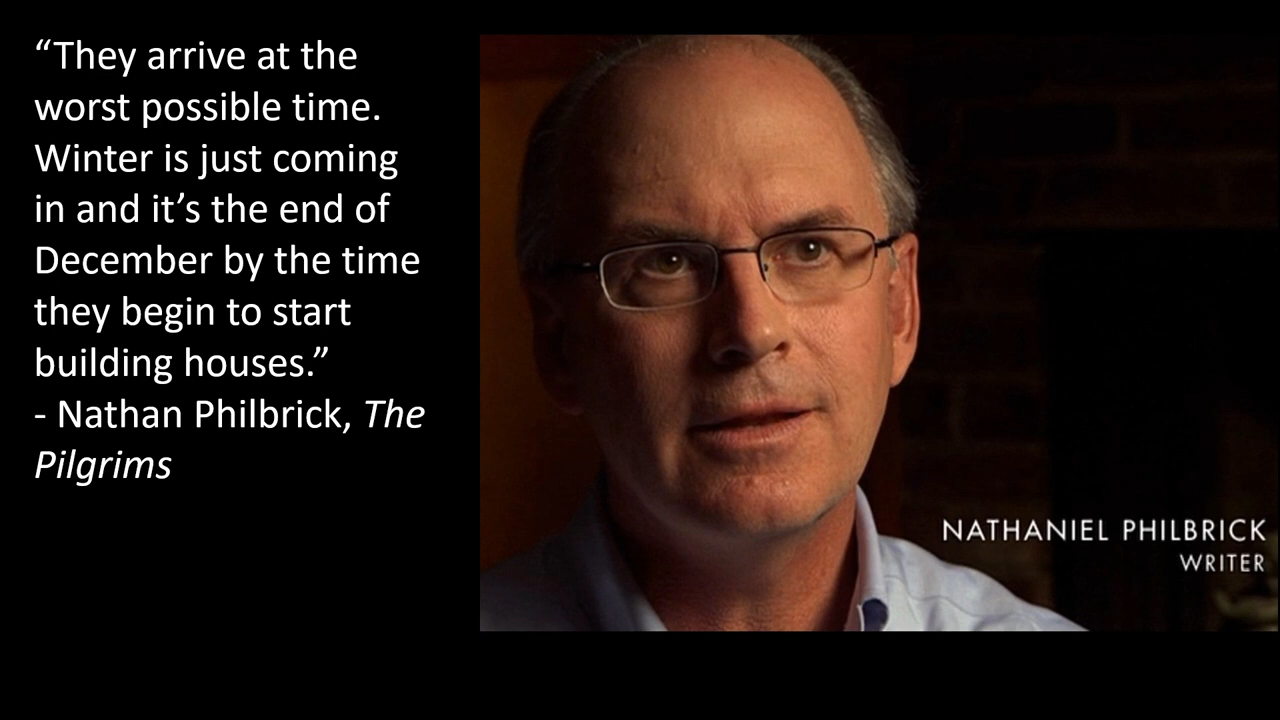 “They arrive at the
worst possible time.
Winter is just coming
in and it’s the end of
December by the time
they begin to start
building houses.”
- Nathan Philbrick, The
Pilgrims
NATHANIEL PHILBRICK
WRITER